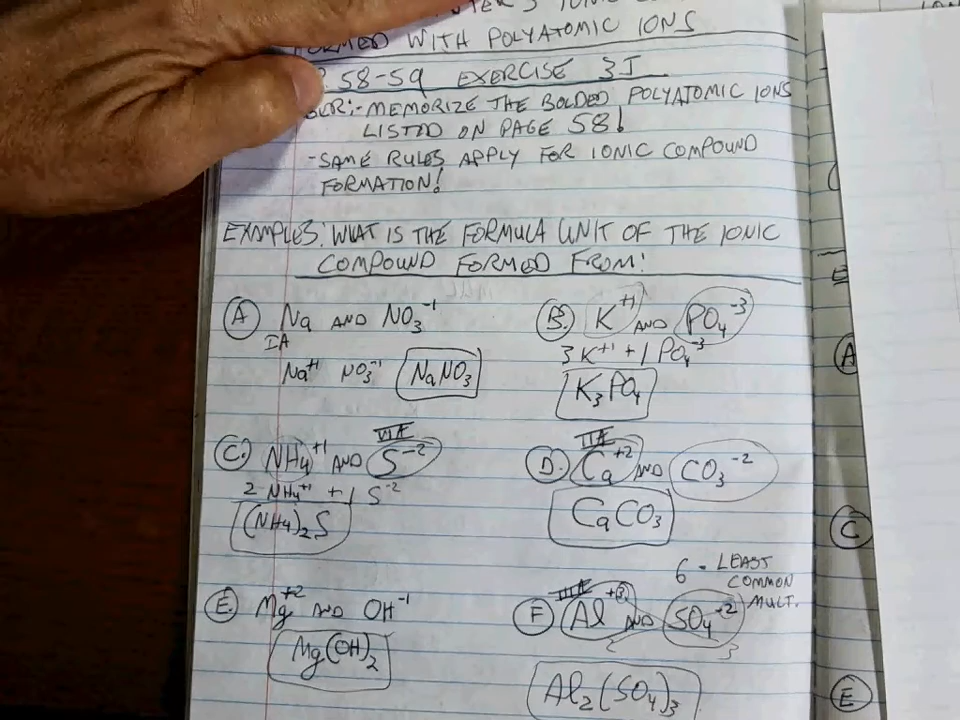 FORMED WITH POLYATOMIC IONS
58-59 EXERCISE 3I
-MEMORIZE THE BOLDED POLYATOMIC IONS
LISTED ON PAGE 58!
-SAME RULES APPLY FOR IONIC COMPOUND
FORMATION!
EXAMPLES: WHAT IS THE FORMULA UNIT OF THE IONIC
COMPOUND FORMED FROM:
A Na AND NO₃⁻¹
IA
Na⁺¹ NO₃⁻¹ NaNO₃
B. K⁺¹ AND PO₄⁻³
3K⁺¹ + 1 PO₄⁻³
K₃PO₄
VIA
C. NH₄⁺¹ AND S⁻²
2 NH₄⁺¹ + 1 S⁻²
(NH₄)₂S
IIA
D. Ca⁺² AND CO₃⁻²
CaCO₃
E. Mg⁺² AND OH⁻¹
Mg(OH)₂
6 - LEAST
COMMON
MULT.
IIIA
F Al⁺³ AND SO₄⁻²
2 3
Al₂(SO₄)₃
A
C
E